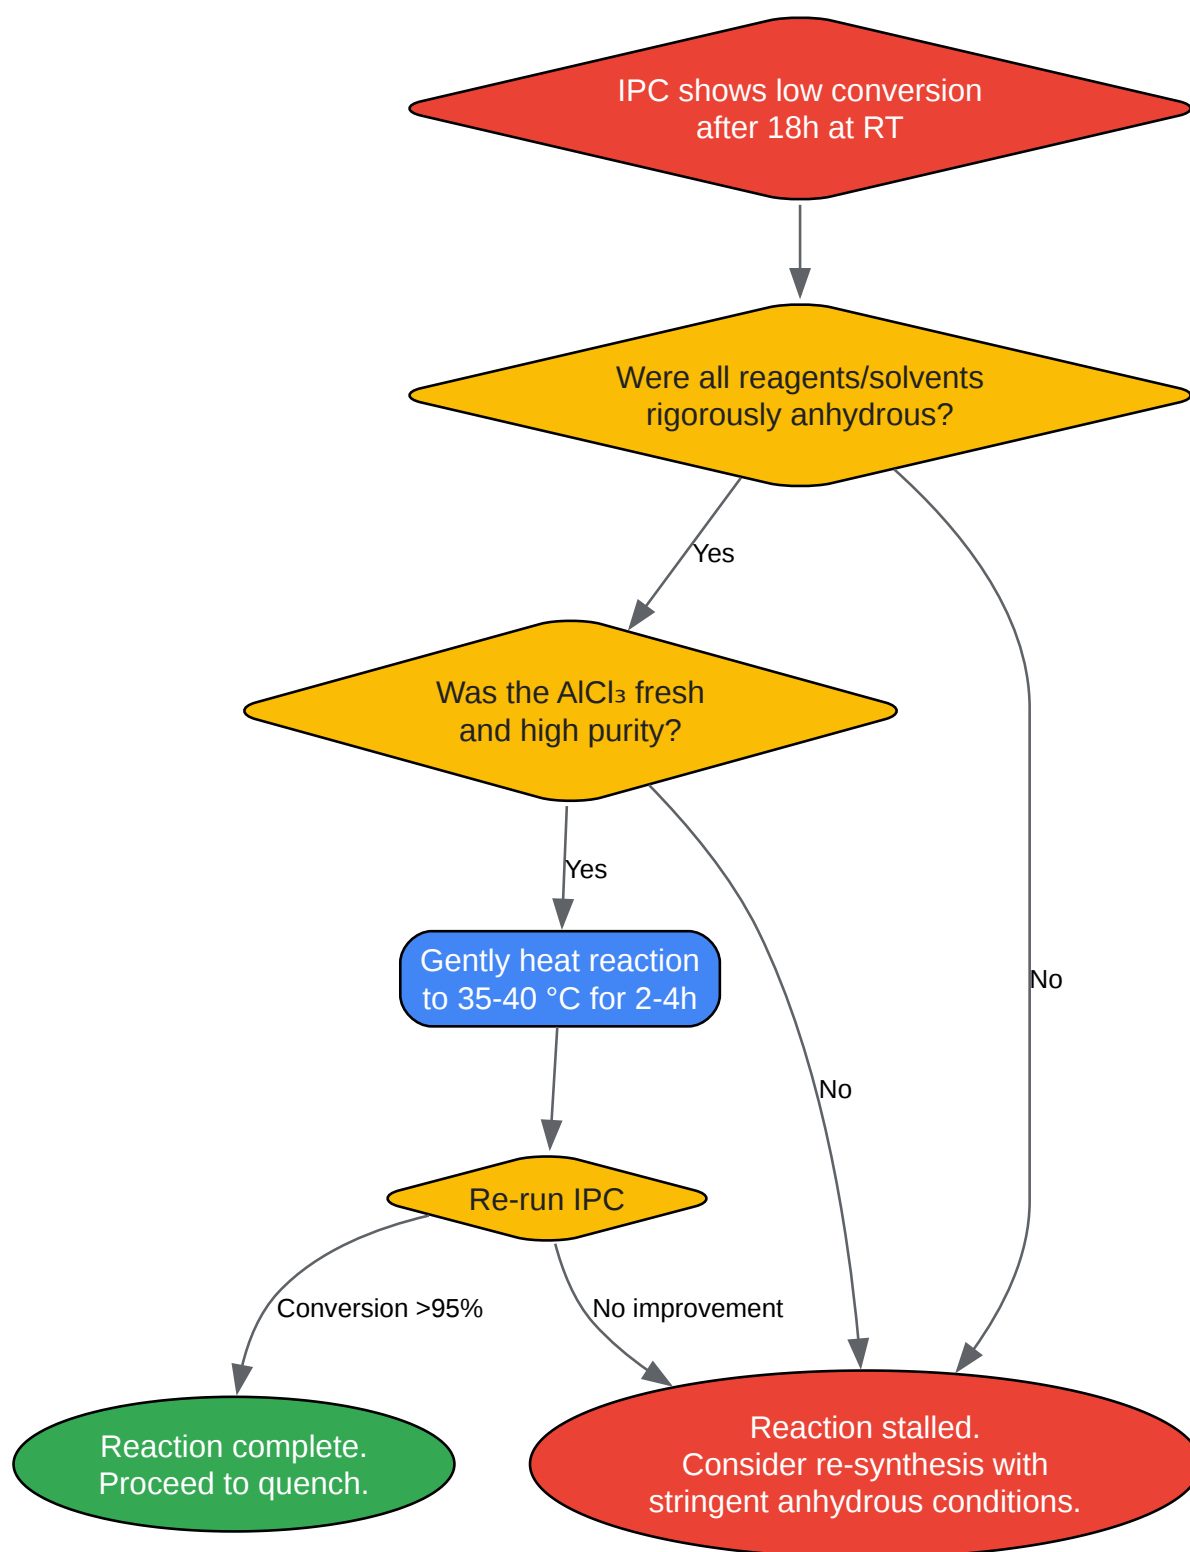 IPC shows low conversion
after 18h at RT
Were all reagents/solvents
rigorously anhydrous?
Yes
Was the AlCl₃ fresh
and high purity?
Yes
Gently heat reaction
to 35-40 °C for 2-4h
No
No
Re-run IPC
Conversion >95%
No improvement
Reaction complete.
Proceed to quench.
Reaction stalled.
Consider re-synthesis with
stringent anhydrous conditions.